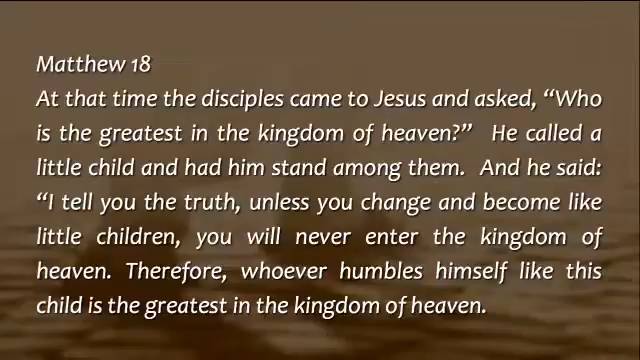 Matthew 18
At that time the disciples came to Jesus and asked, “Who
is the greatest in the kingdom of heaven?”  He called a
little child and had him stand among them.  And he said:
“I tell you the truth, unless you change and become like
little children, you will never enter the kingdom of
heaven. Therefore, whoever humbles himself like this
child is the greatest in the kingdom of heaven.